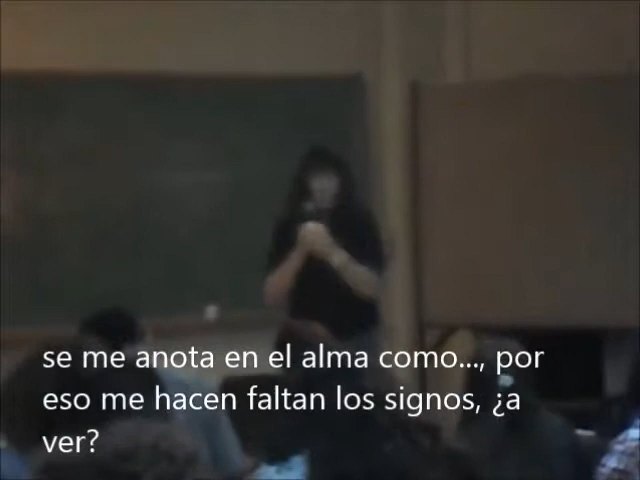 se me anota en el alma como..., por
eso me hacen faltan los signos, ¿a
ver?